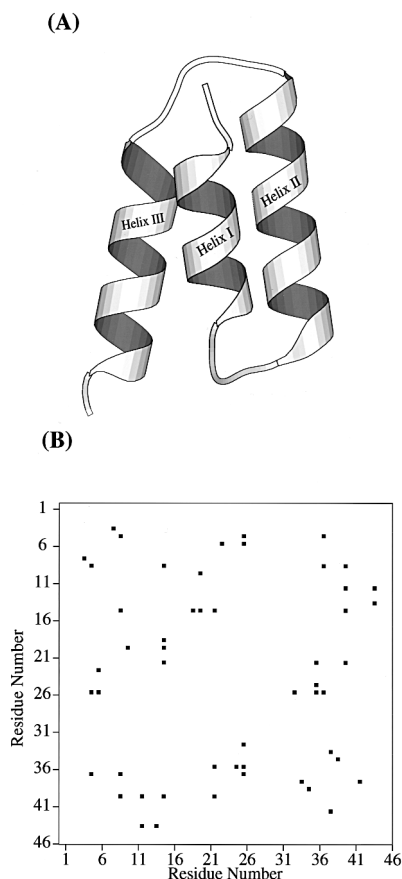 (A)
Helix III
Helix I
Helix II
(B)
1
6
11
16
21
26
31
36
41
46
Residue Number
1 6 11 16 21 26 31 36 41 46
Residue Number